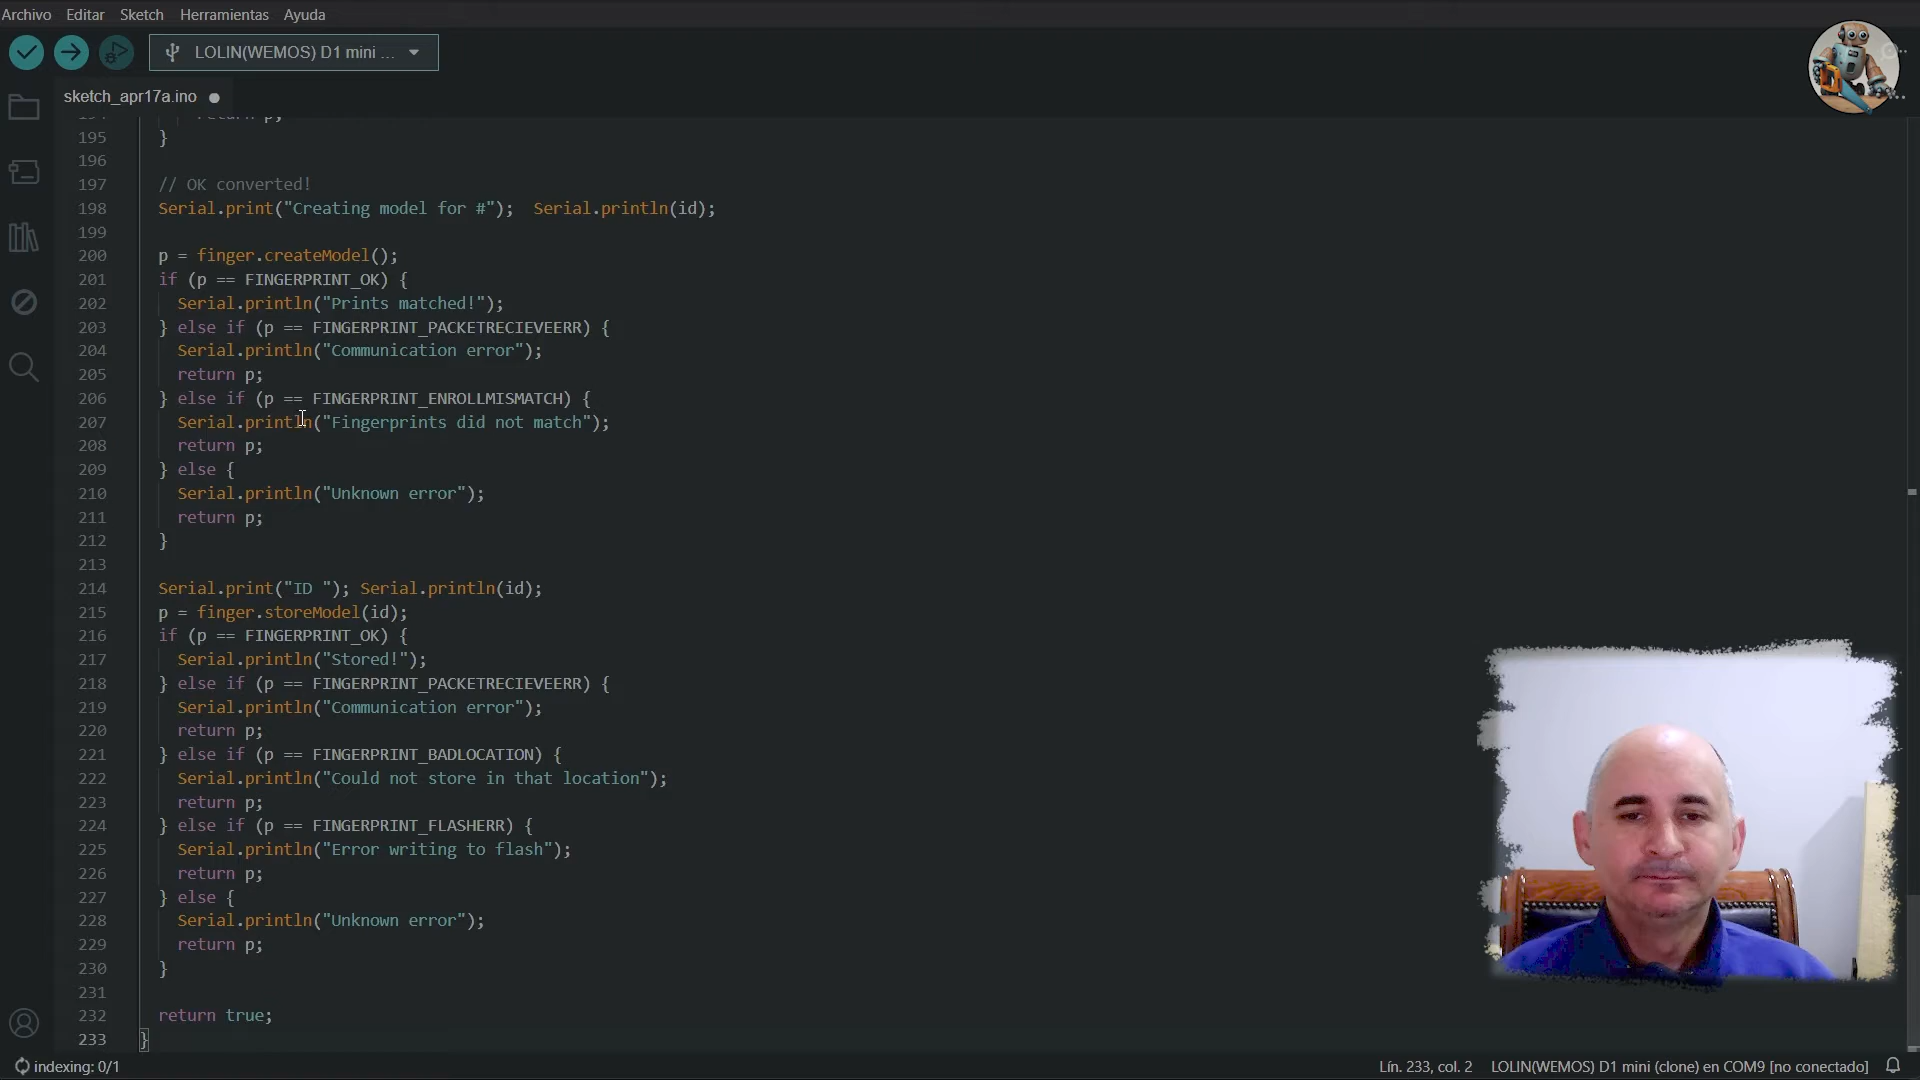 Archivo Editar Sketch Herramientas Ayuda
LOLIN(WEMOS) D1 mini ...
sketch_apr17a.ino
195 }
196
197 // OK converted!
198 Serial.print("Creating model for #"); Serial.println(id);
199
200 p = finger.createModel();
201 if (p == FINGERPRINT_OK) {
202 Serial.println("Prints matched!");
203 } else if (p == FINGERPRINT_PACKETRECIEVEERR) {
204 Serial.println("Communication error");
205 return p;
206 } else if (p == FINGERPRINT_ENROLLMISMATCH) {
207 Serial.println("Fingerprints did not match");
208 return p;
209 } else {
210 Serial.println("Unknown error");
211 return p;
212 }
213
214 Serial.print("ID "); Serial.println(id);
215 p = finger.storeModel(id);
216 if (p == FINGERPRINT_OK) {
217 Serial.println("Stored!");
218 } else if (p == FINGERPRINT_PACKETRECIEVEERR) {
219 Serial.println("Communication error");
220 return p;
221 } else if (p == FINGERPRINT_BADLOCATION) {
222 Serial.println("Could not store in that location");
223 return p;
224 } else if (p == FINGERPRINT_FLASHERR) {
225 Serial.println("Error writing to flash");
226 return p;
227 } else {
228 Serial.println("Unknown error");
229 return p;
230 }
231
232 return true;
233 }
indexing: 0/1 Lín. 233, col. 2 LOLIN(WEMOS) D1 mini (clone) en COM9 [no conectado]